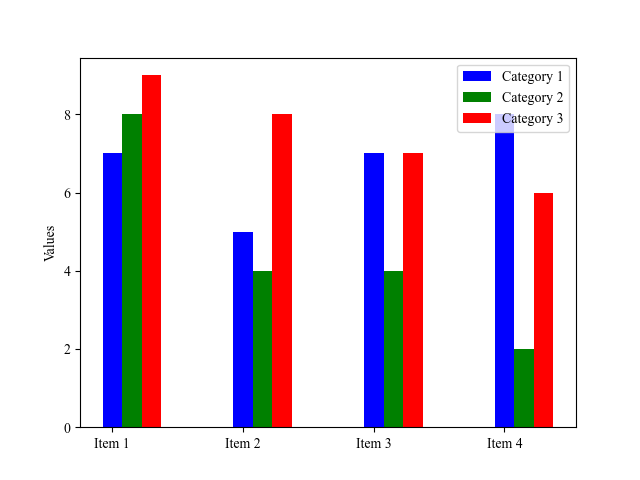 Category 1
Category 2
Category 3
8
6
4
2
0
Values
Item 1
Item 2
Item 3
Item 4